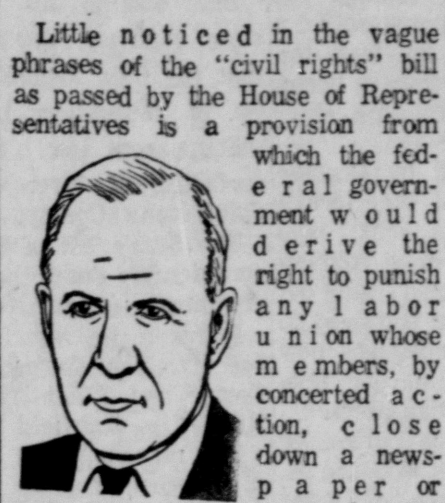 Little noticed in the vague
phrases of the "civil rights" bill
as passed by the House of Repre-
sentatives is a provision from
which the fed-
eral govern-
ment would
derive the
right to punish
any labor
union whose
members, by
concerted ac-
tion, close
down a news-
paper or